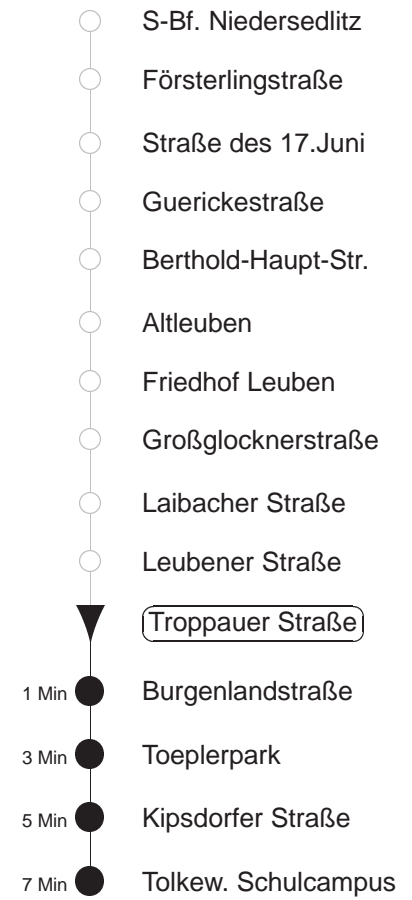 S-Bf. Niedersedlitz
Försterlingstraße
Straße des 17.Juni
Guerickestraße
Berthold-Haupt-Str.
Altleuben
Friedhof Leuben
Großglocknerstraße
Laibacher Straße
Leubener Straße
Troppauer Straße
1 Min Burgenlandstraße
3 Min Toeplerpark
5 Min Kipsdorfer Straße
7 Min Tolkew. Schulcampus